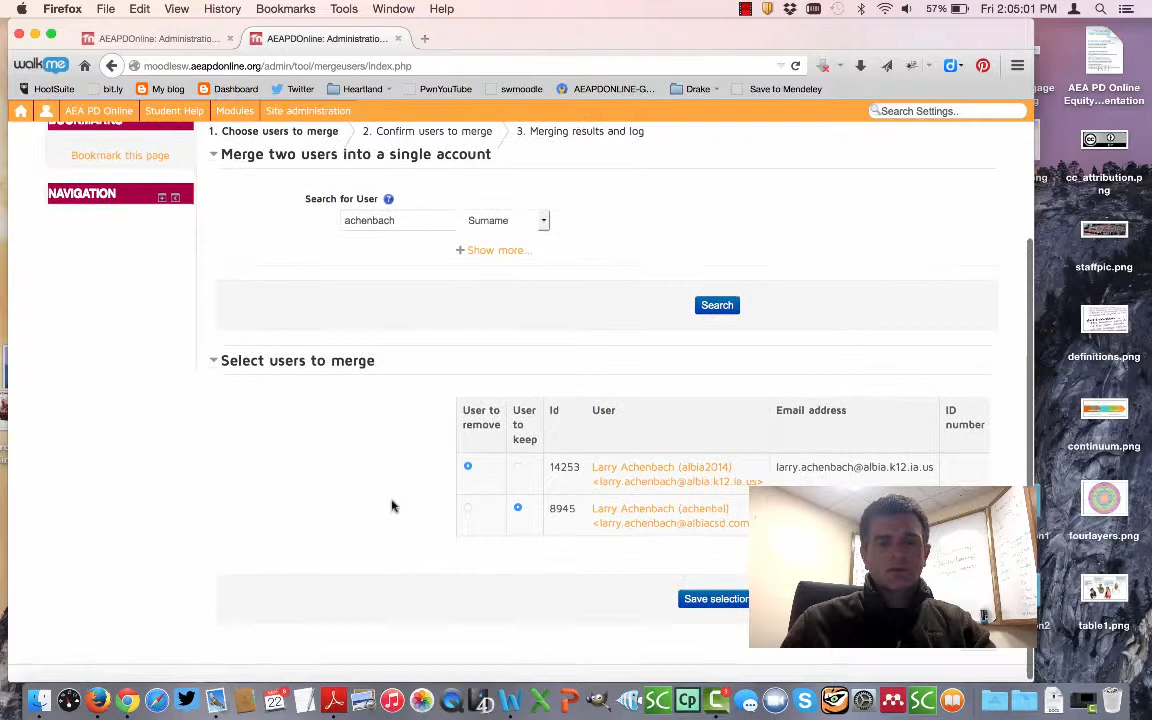 Firefox File Edit View History Bookmarks Tools Window Help 57% Fri 2:05:01 PM
AEAPDOnline: Administratio... × AEAPDOnline: Administratio... × +
walkme moodlesw.aeapdonline.org/admin/tool/mergeusers/index.php
HootSuite bit.ly My blog Dashboard Twitter Heartland PwnYouTube swmoodle AEAPDONLINE-G... Drake Save to Mendeley
AEA PD Online Student Help Modules Site administration Search Settings..
BOOKMARKS
Bookmark this page
NAVIGATION
1. Choose users to merge 2. Confirm users to merge 3. Merging results and log
Merge two users into a single account
Search for User ?
achenbach Surname
Show more...
Search
Select users to merge
User to remove User to keep Id User Email address ID number
14253 Larry Achenbach (albia2014) larry.achenbach@albia.k12.ia.us
<larry.achenbach@albia.k12.ia.us>
8945 Larry Achenbach (achenbal)
<larry.achenbach@albiacsd.com
Save selection
AEA PD Online
Equity...entation
cc_attribution.p
ng
staffpic.png
definitions.png
continuum.png
fourlayers.png
table1.png